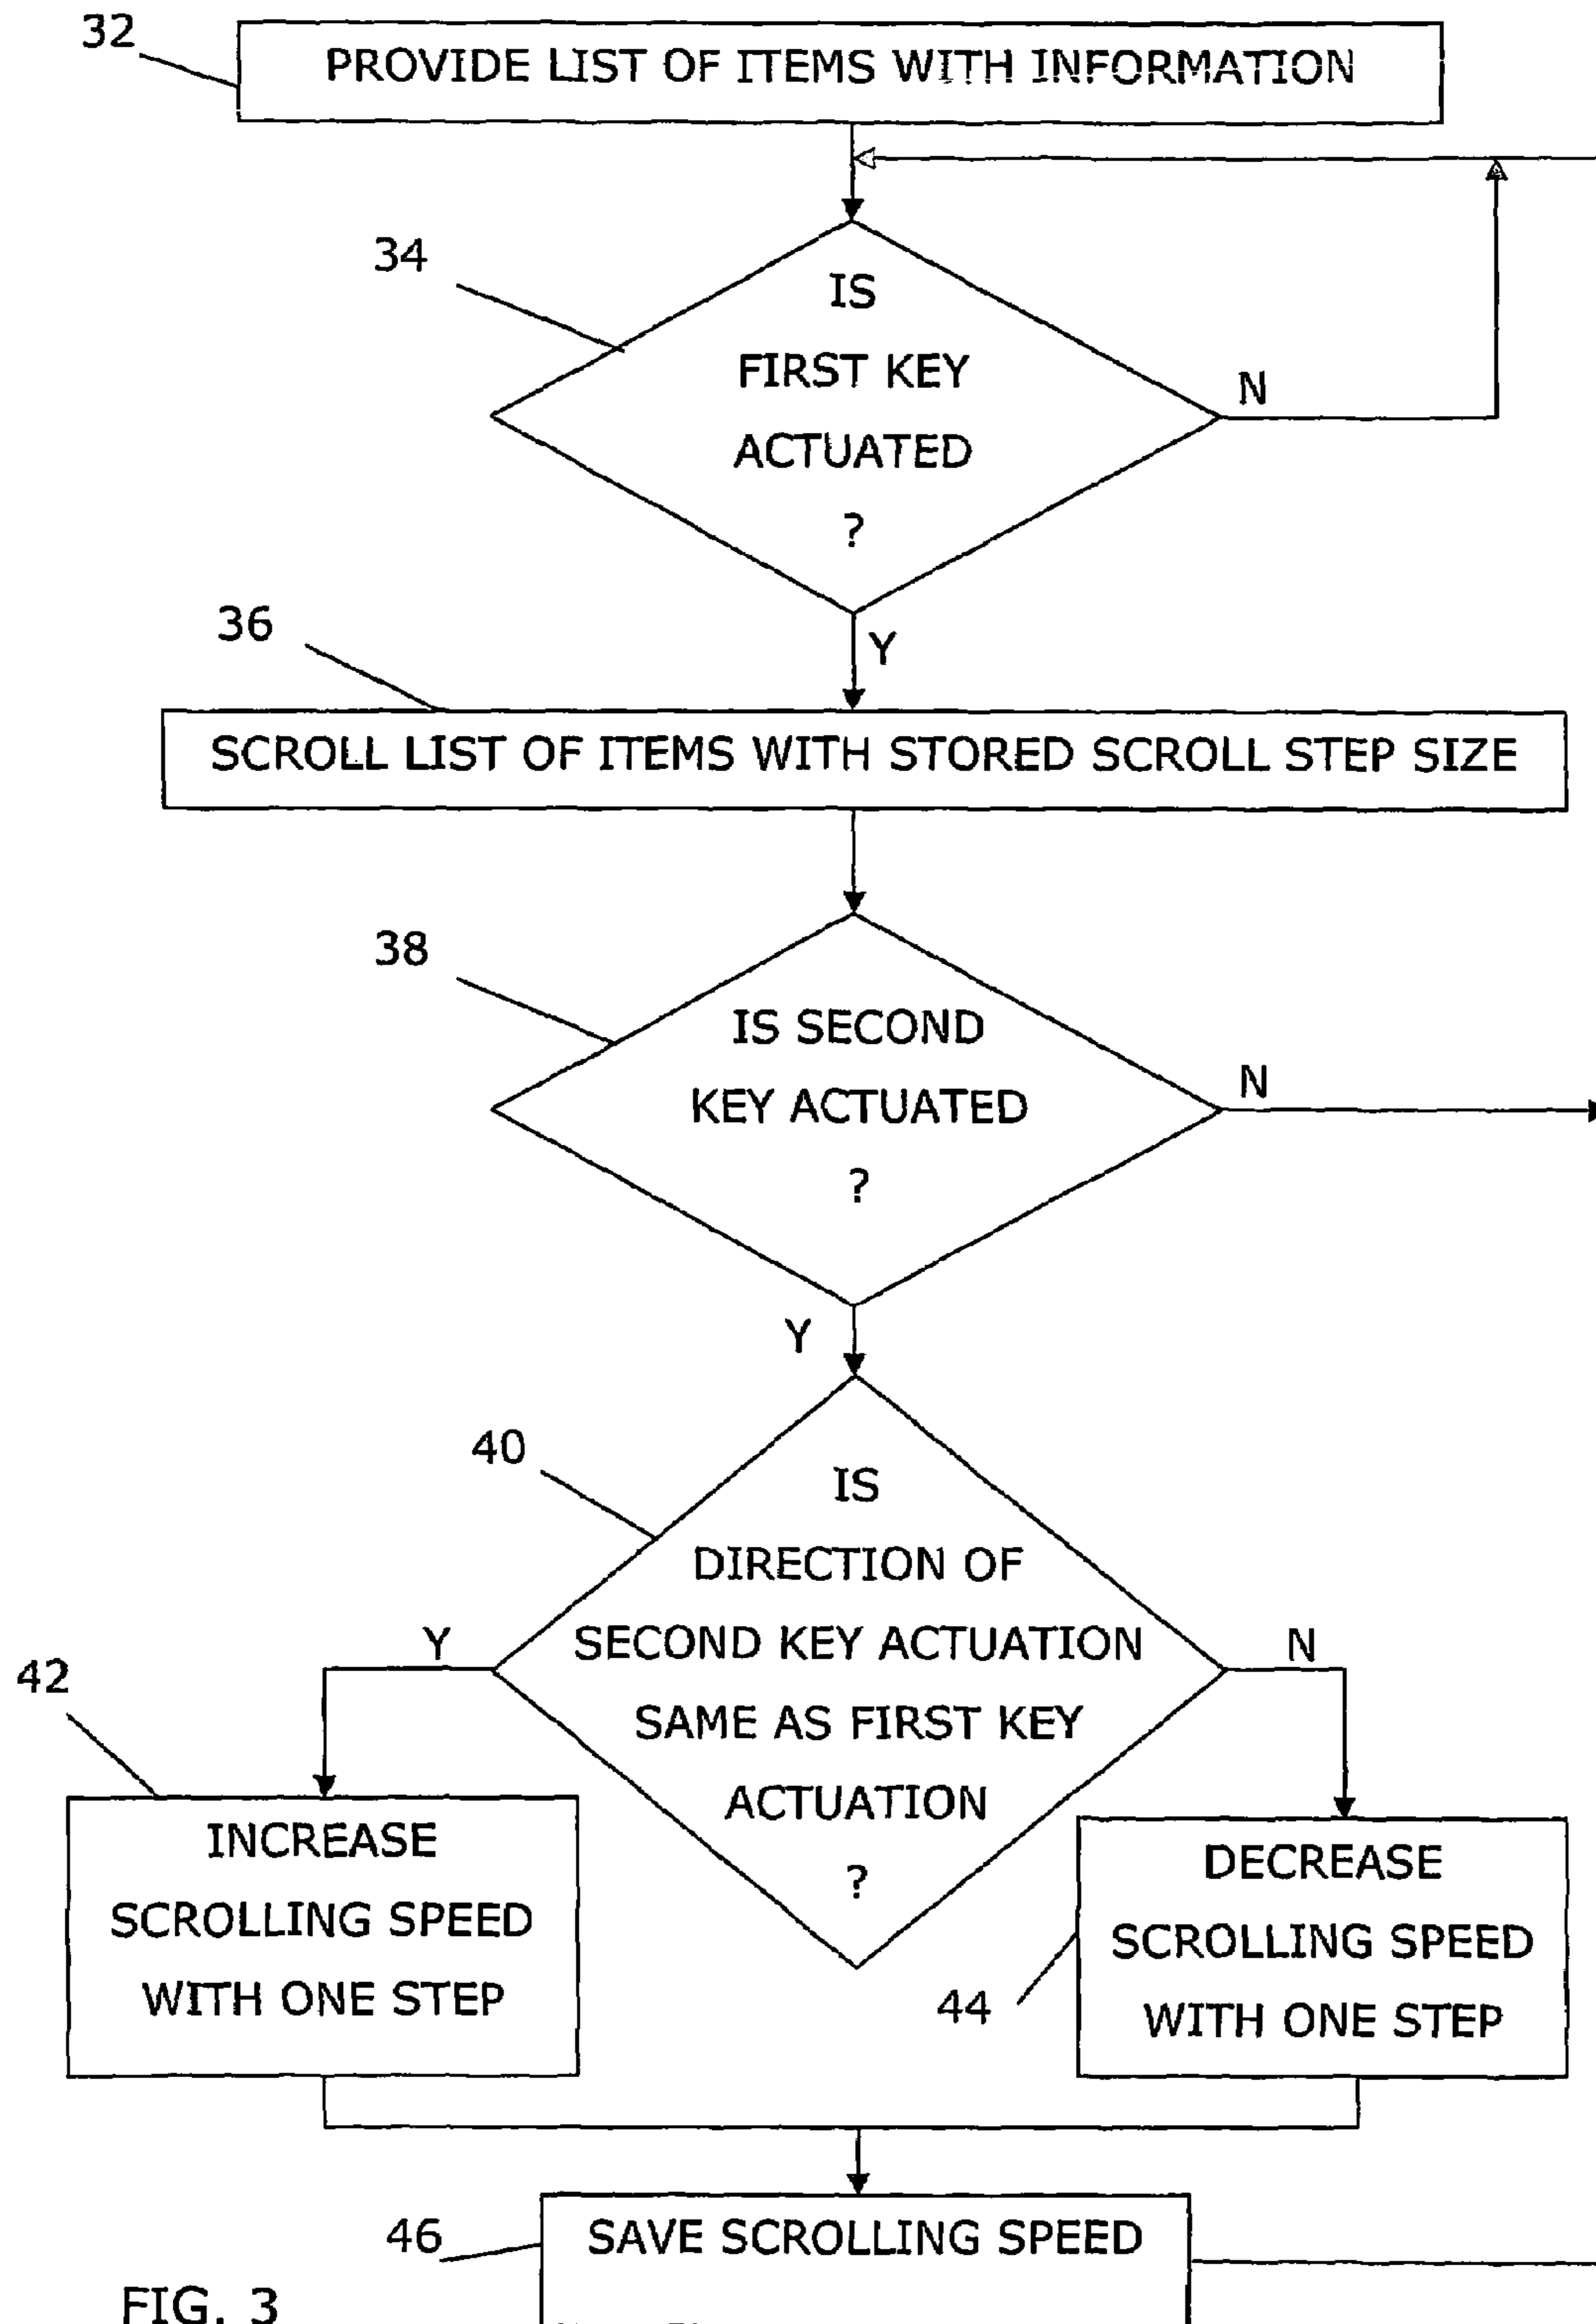 32
PROVIDE LIST OF ITEMS WITH INFORMATION
34
IS
FIRST KEY
ACTUATED
?
N
Y
36
SCROLL LIST OF ITEMS WITH STORED SCROLL STEP SIZE
38
IS SECOND
KEY ACTUATED
?
N
Y
40
IS
DIRECTION OF
SECOND KEY ACTUATION
SAME AS FIRST KEY
ACTUATION
?
Y
N
42
INCREASE
SCROLLING SPEED
WITH ONE STEP
44
DECREASE
SCROLLING SPEED
WITH ONE STEP
46
SAVE SCROLLING SPEED
FIG. 3